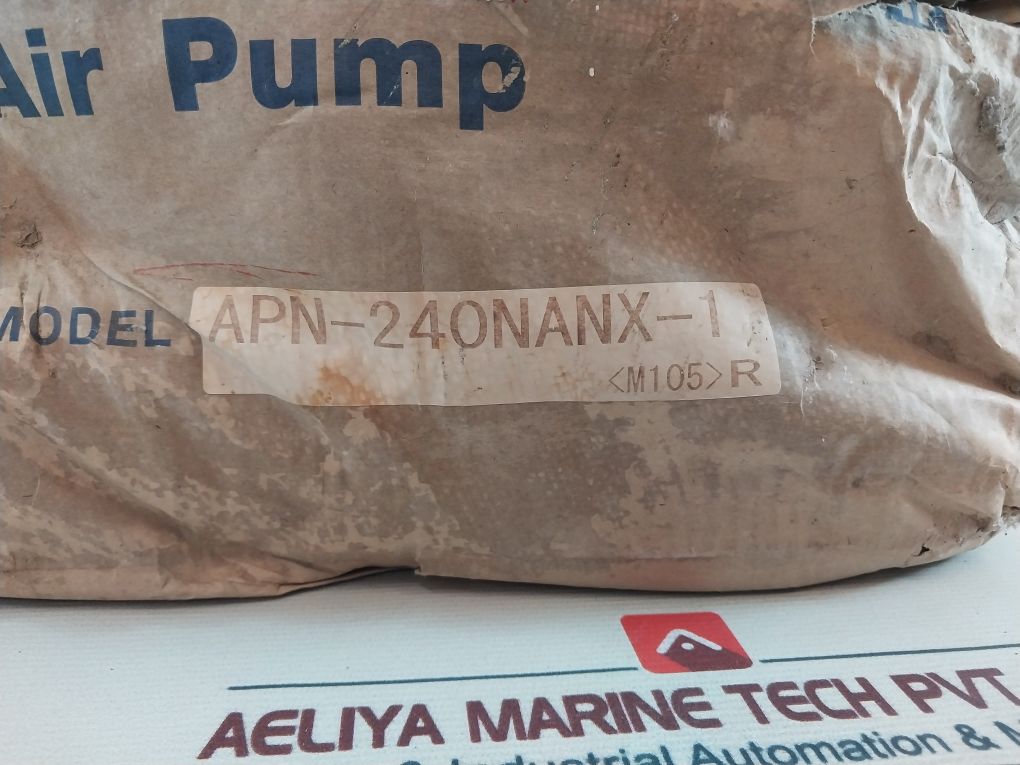 Air Pump
MODEL APN-240NANX-1
<M105>R
AELIYA MARINE TECH PVT
& Industrial Automation &